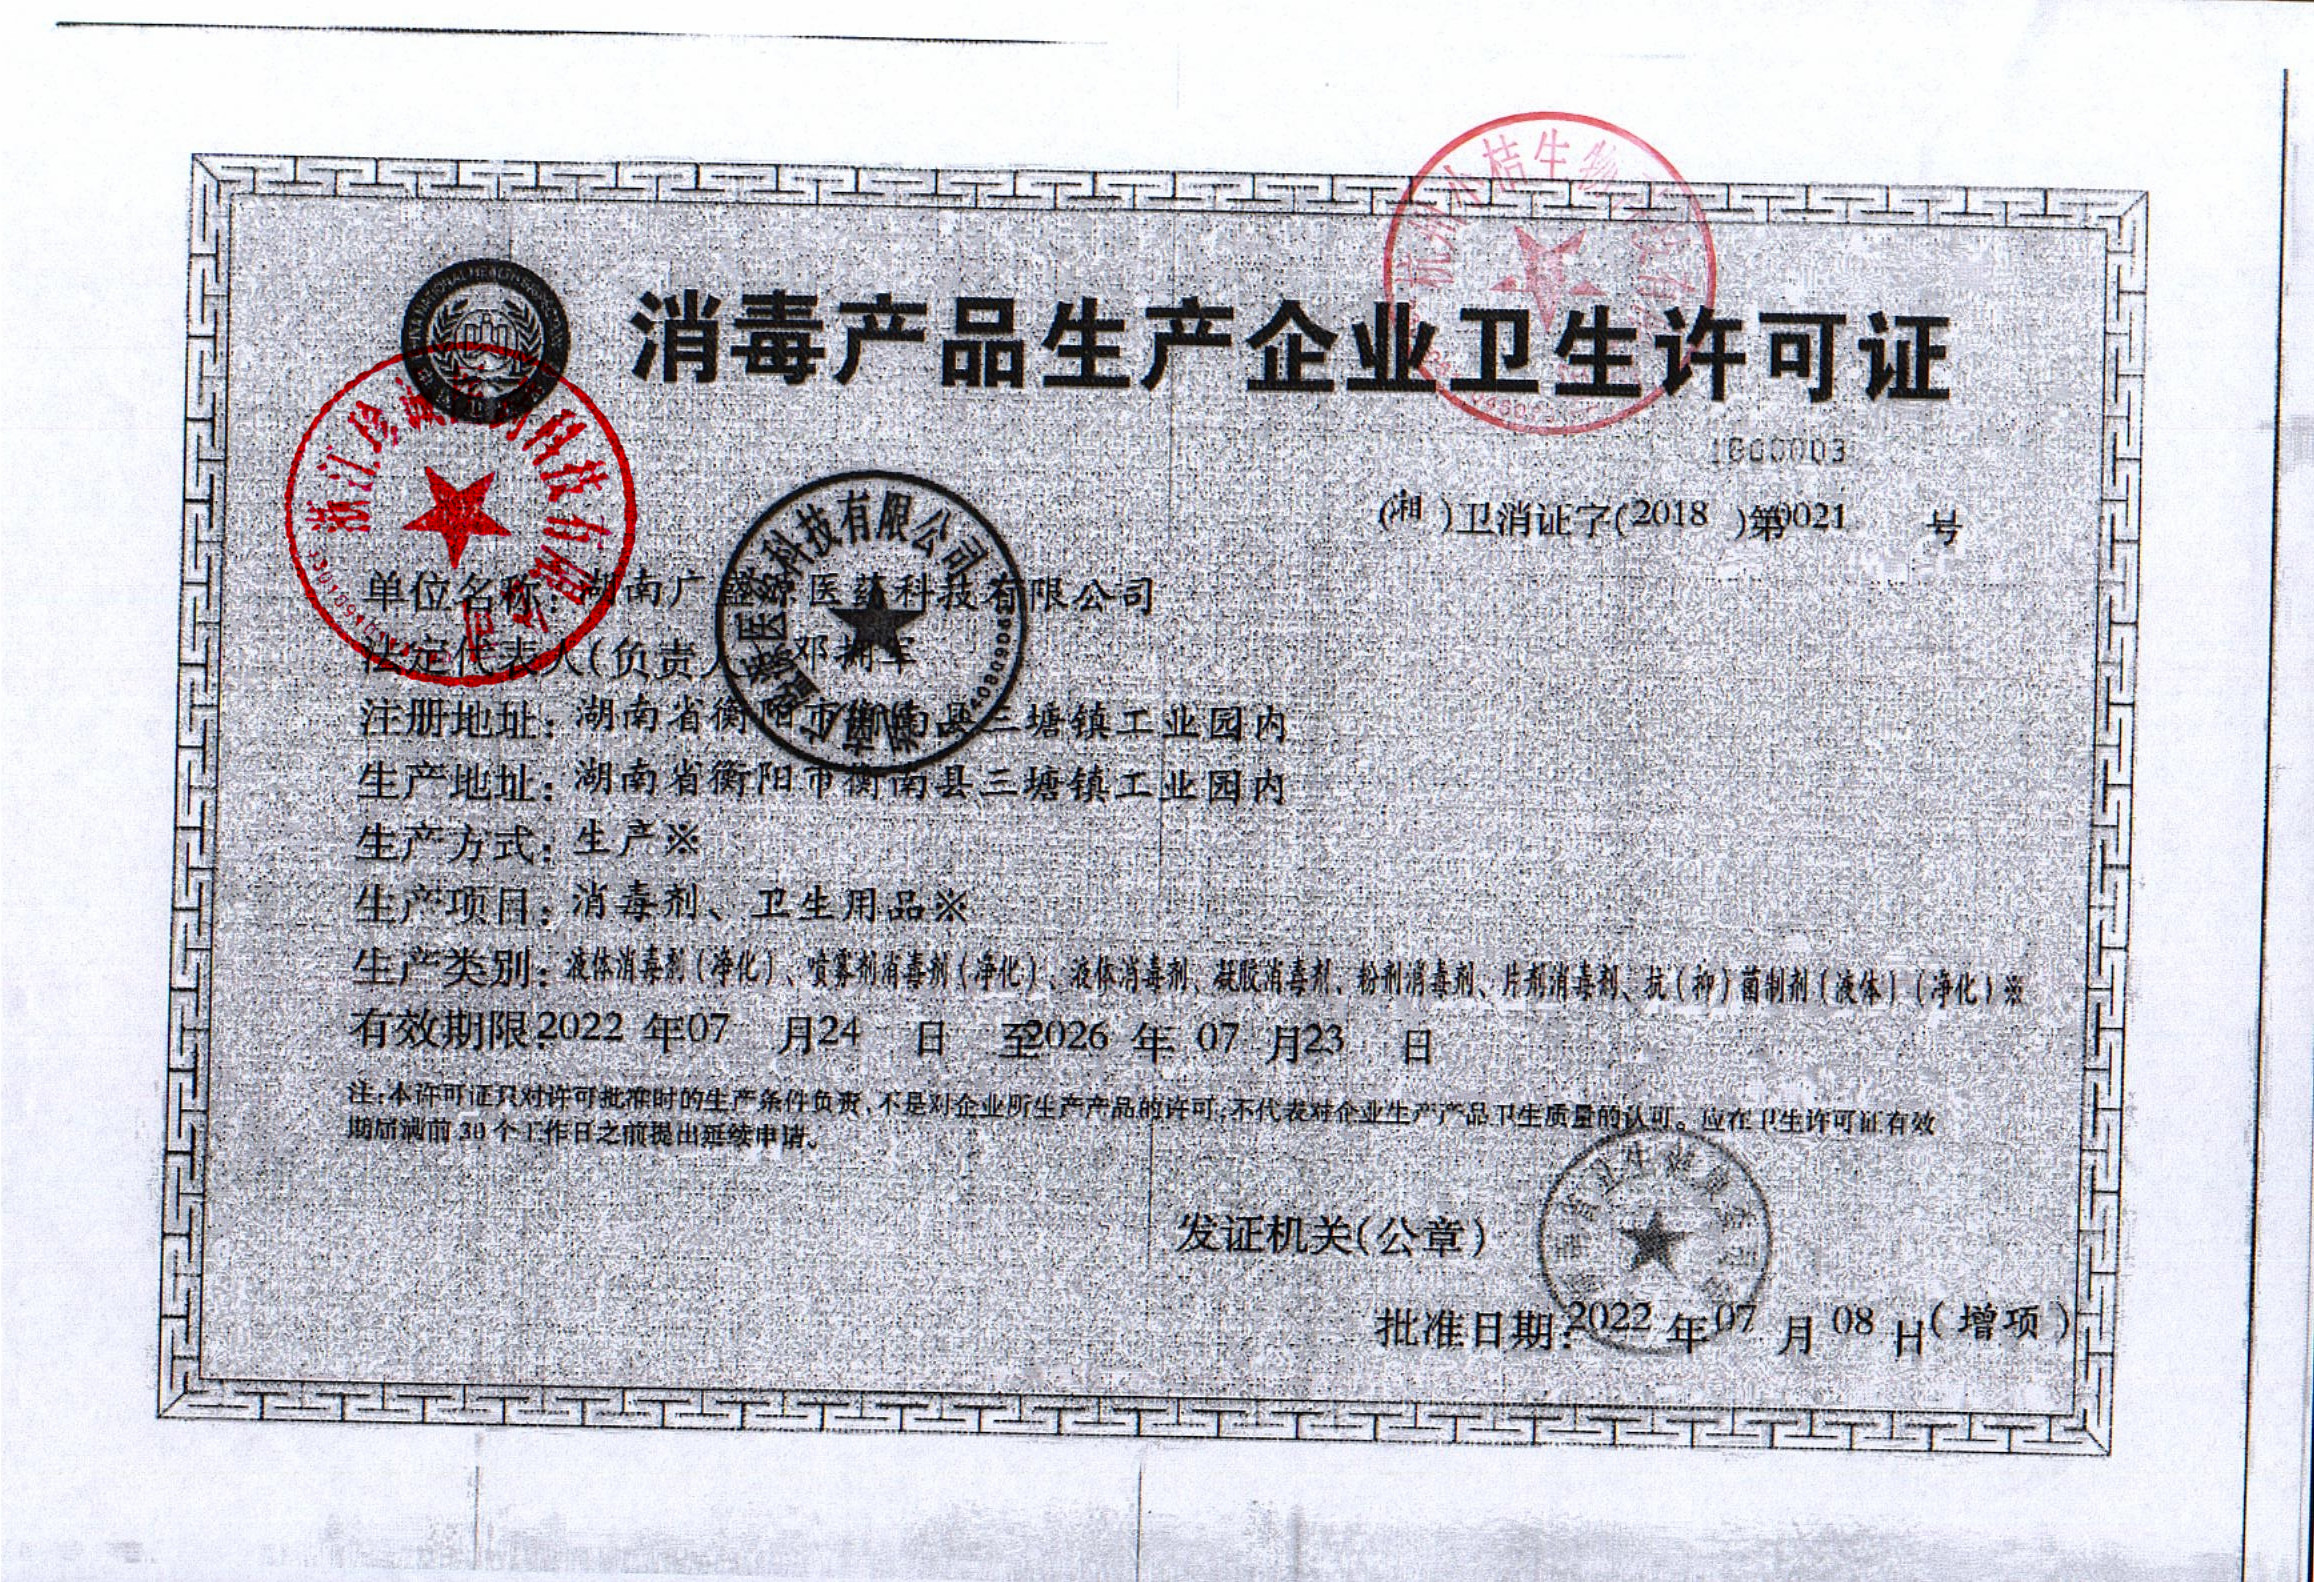 消毒产品生产企业卫生许可证
(湘)卫消证字(2018)第0021号
单位名称:湖南广 医药科技有限公司
法定代表人(负责人
注册地址:湖南省衡阳市衡南县三塘镇工业园内
生产地址:湖南省衡阳市衡南县三塘镇工业园内
生产方式:生产※
生产项目:消毒剂、卫生用品※
生产类别:液体消毒剂(净化)、喷雾剂消毒剂(净化)、液体消毒剂、凝胶消毒剂、粉剂消毒剂、片剂消毒剂、抗(抑)菌制剂(液体)(净化)※
有效期限:2022 年07 月24 日 至2026 年 07 月23 日
注:本许可证只对许可批准时的生产条件负责,不是对企业所生产产品的许可;不代表对企业生产产品卫生质量的认可。应在卫生许可证有效
期届满前30个工作日之前提出延续申请。
发证机关(公章)
批准日期:2022 年07 月 08 日(增项)